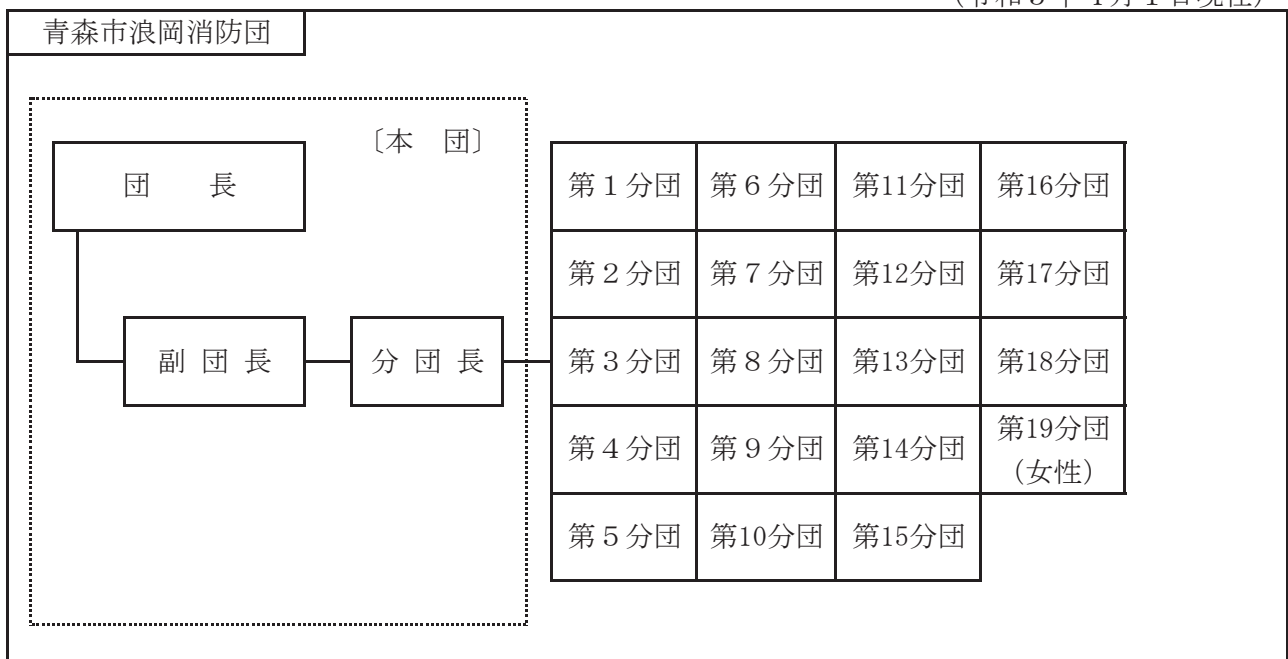 青森市浪岡消防団
〔本　団〕
団　　長
副 団 長
分 団 長
第１分団 第６分団 第11分団 第16分団
第２分団 第７分団 第12分団 第17分団
第３分団 第８分団 第13分団 第18分団
第４分団 第９分団 第14分団 第19分団
（女性）
第５分団 第10分団 第15分団